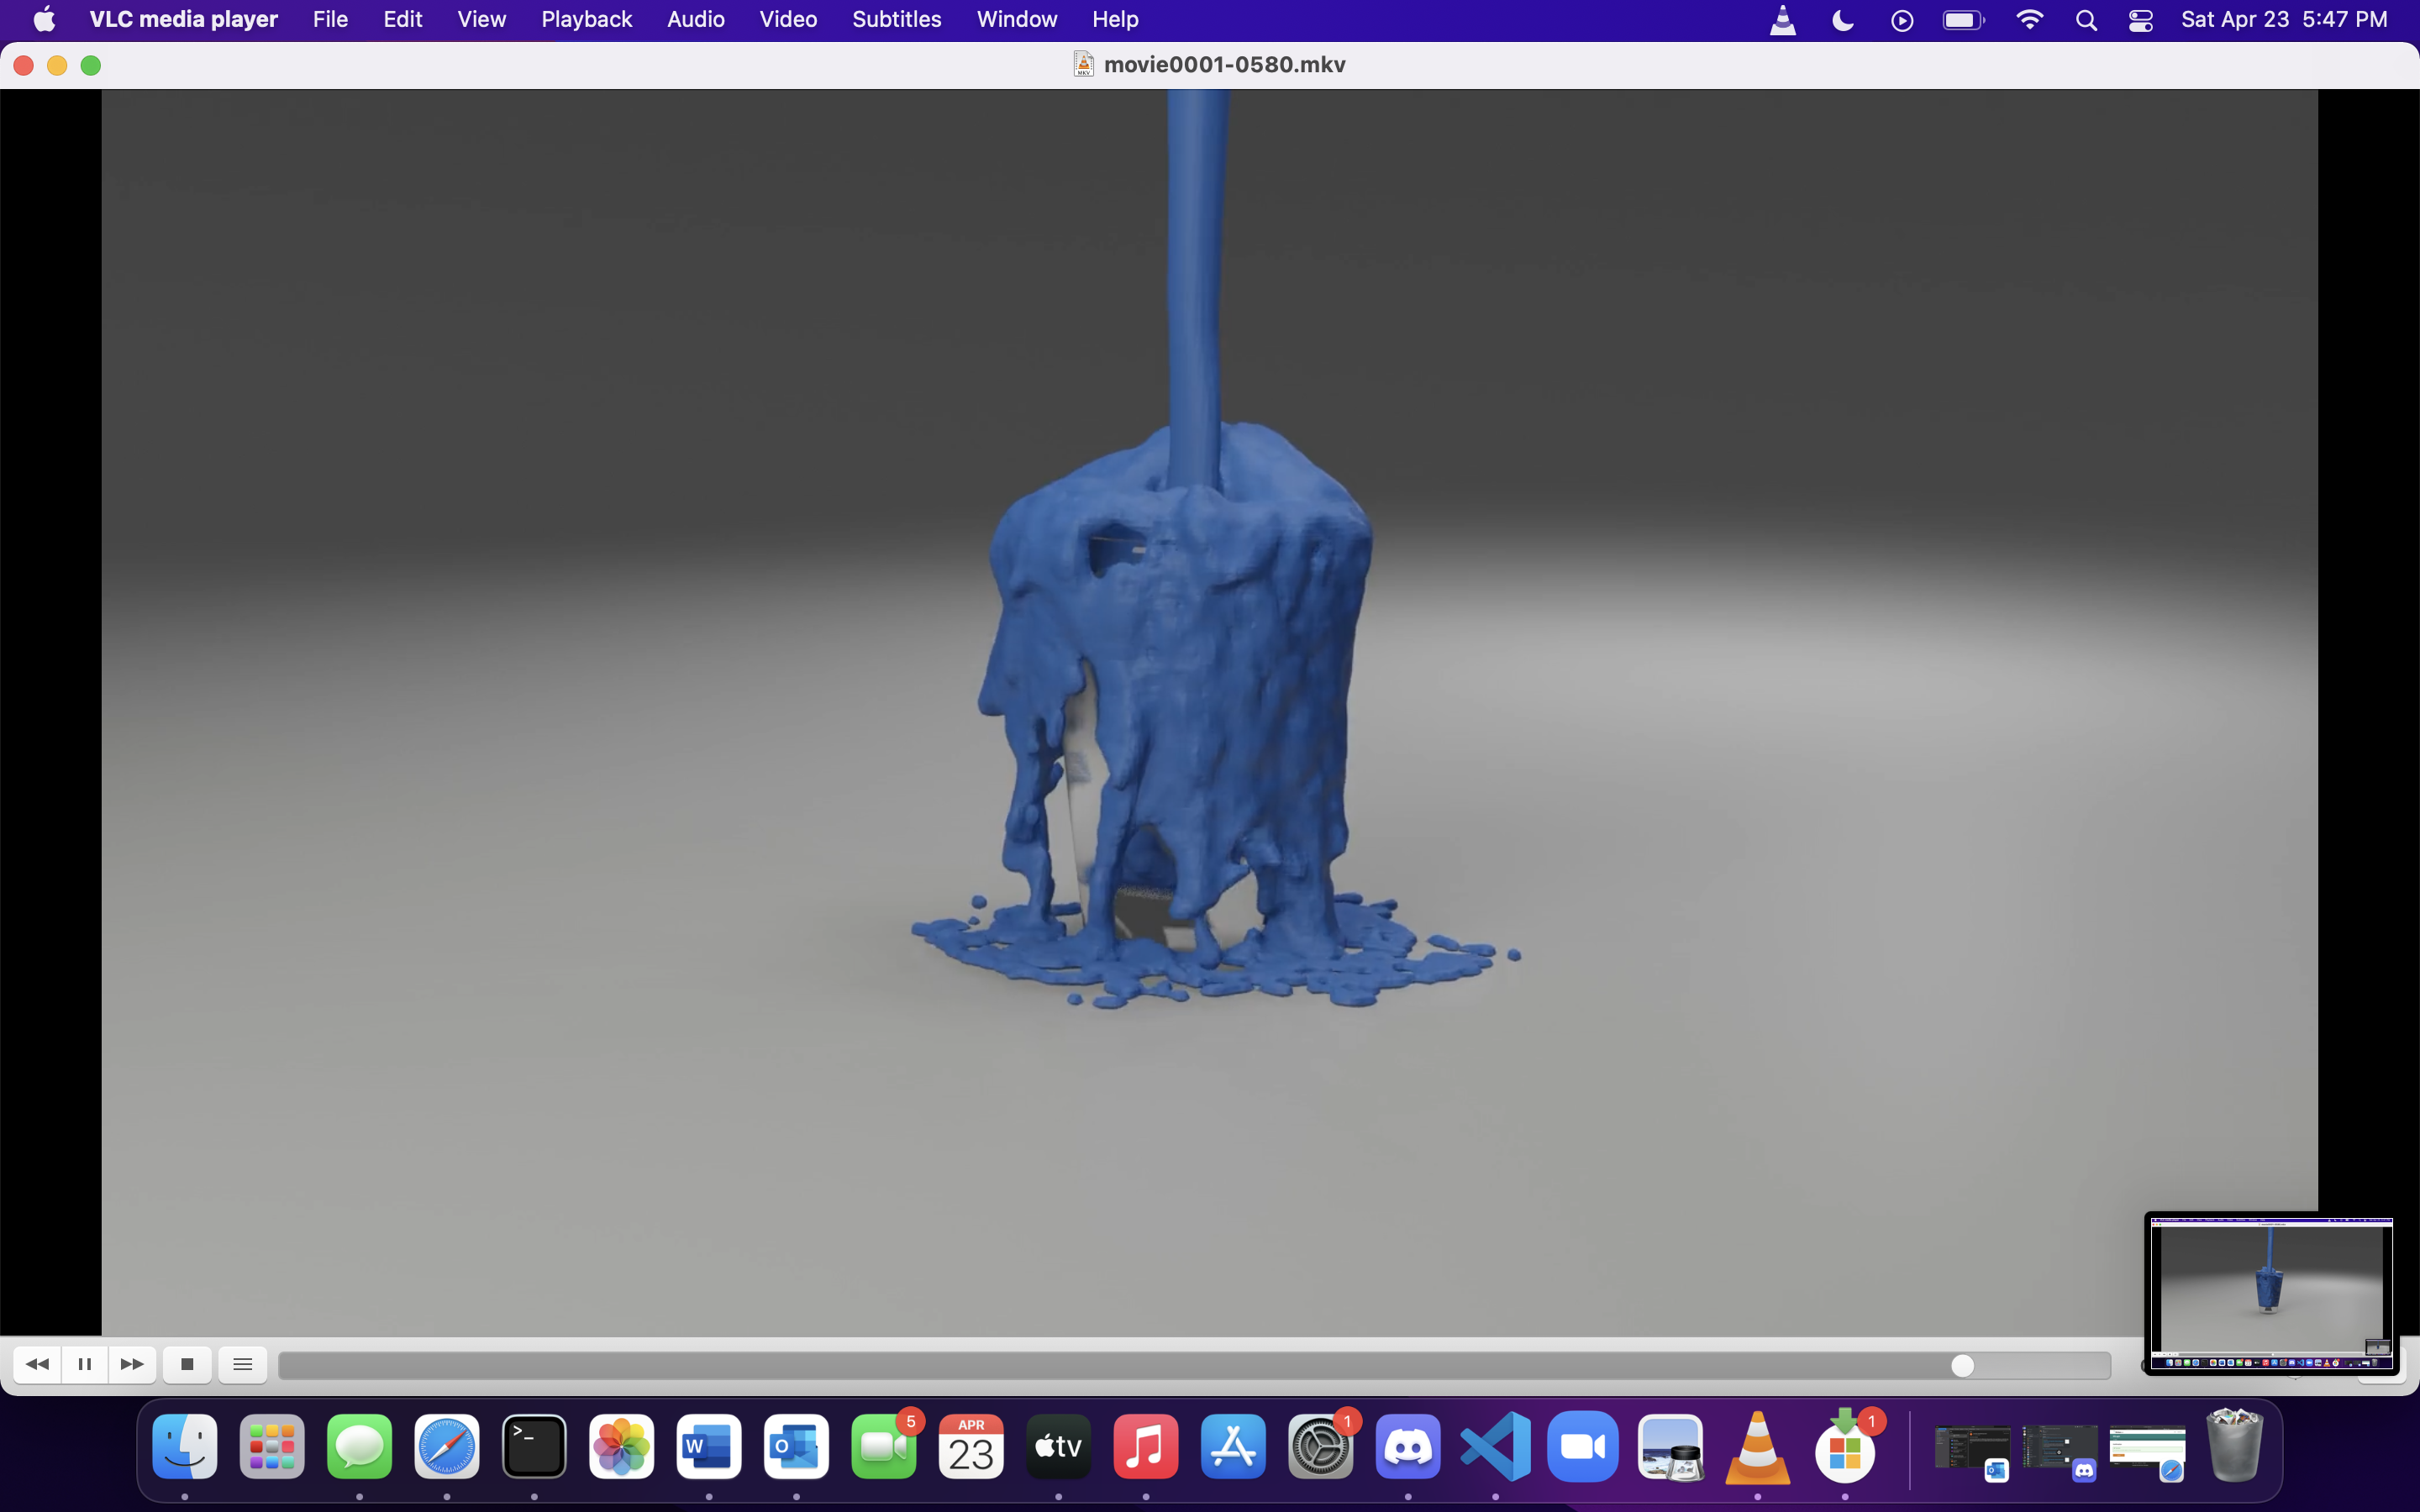 VLC media player File Edit View Playback Audio Video Subtitles Window Help Sat Apr 23 5:47 PM
movie0001-0580.mkv
MKV
5
APR
23
tv
1
1
>_
W
O